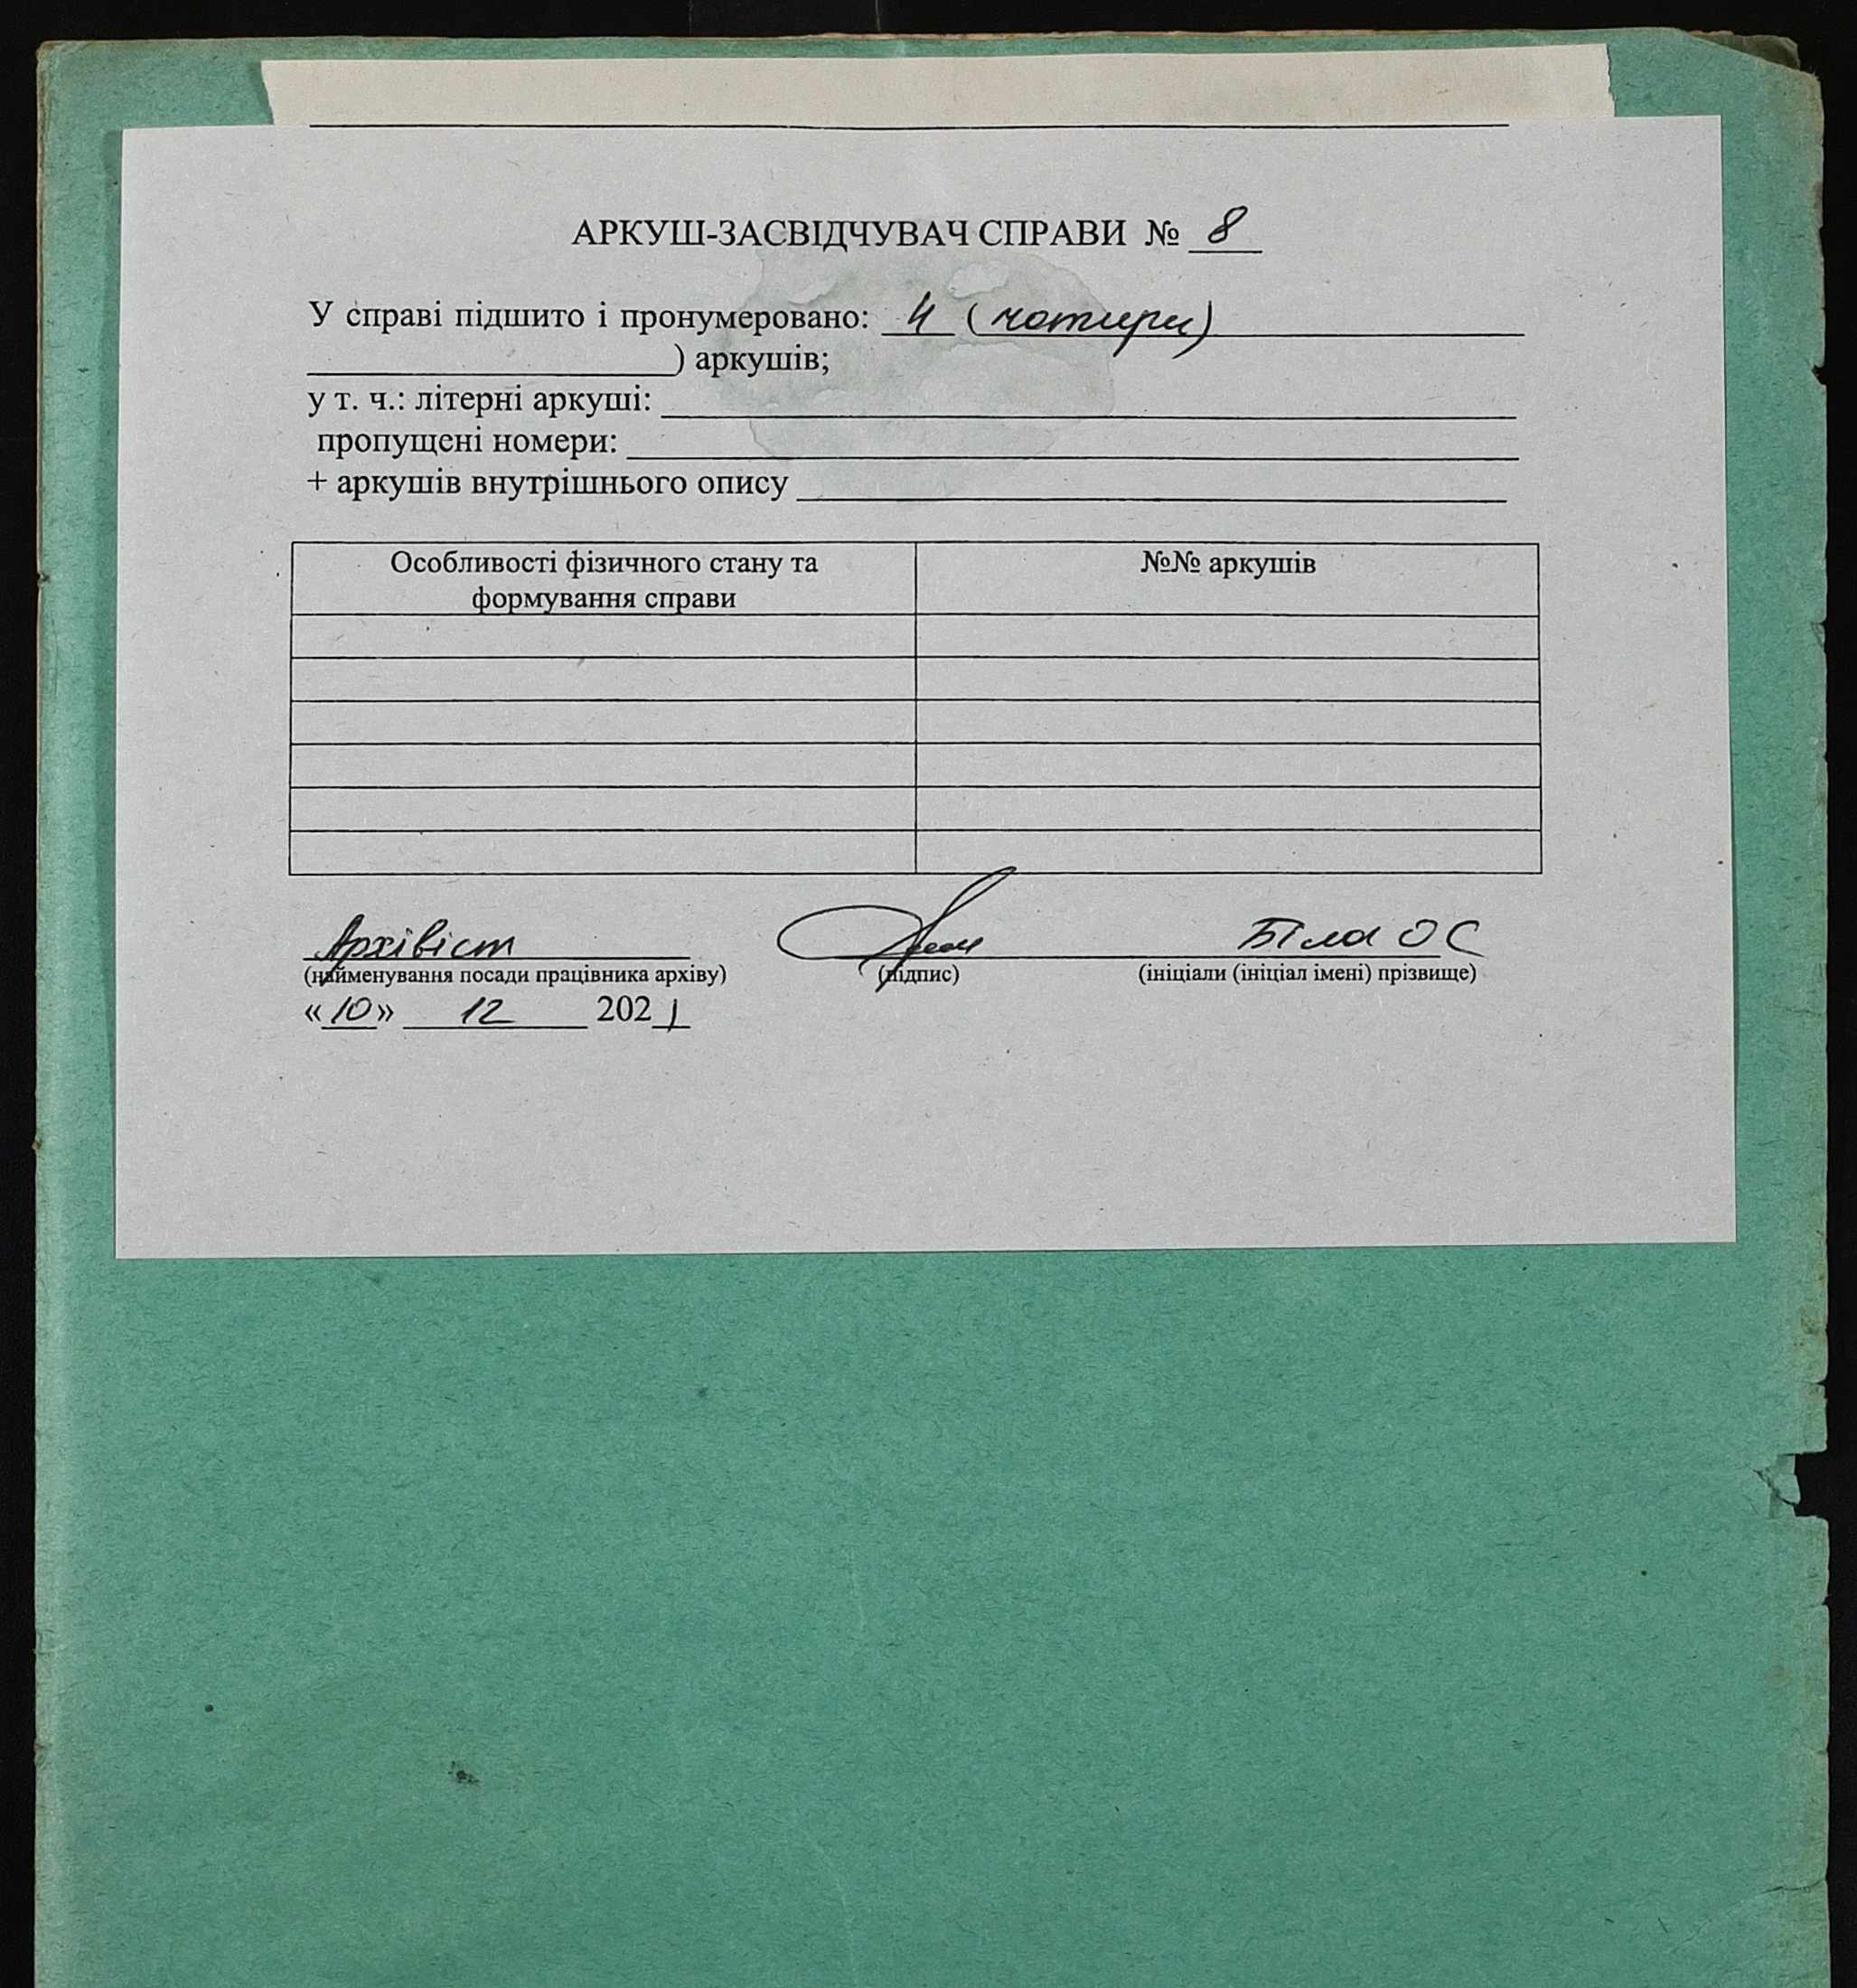 АРКУШ-ЗАСВІДЧУВАЧ СПРАВИ № 8
У справі підшито і пронумеровано: 4 (чотири)
) аркушів;
у т. ч.: літерні аркуші:
пропущені номери:
+ аркушів внутрішнього опису
Особливості фізичного стану та формування справи №№ аркушів
Архівіст Біла О С
(найменування посади працівника архіву) (підпис) (ініціали (ініціал імені) прізвище)
«10» 12 2021